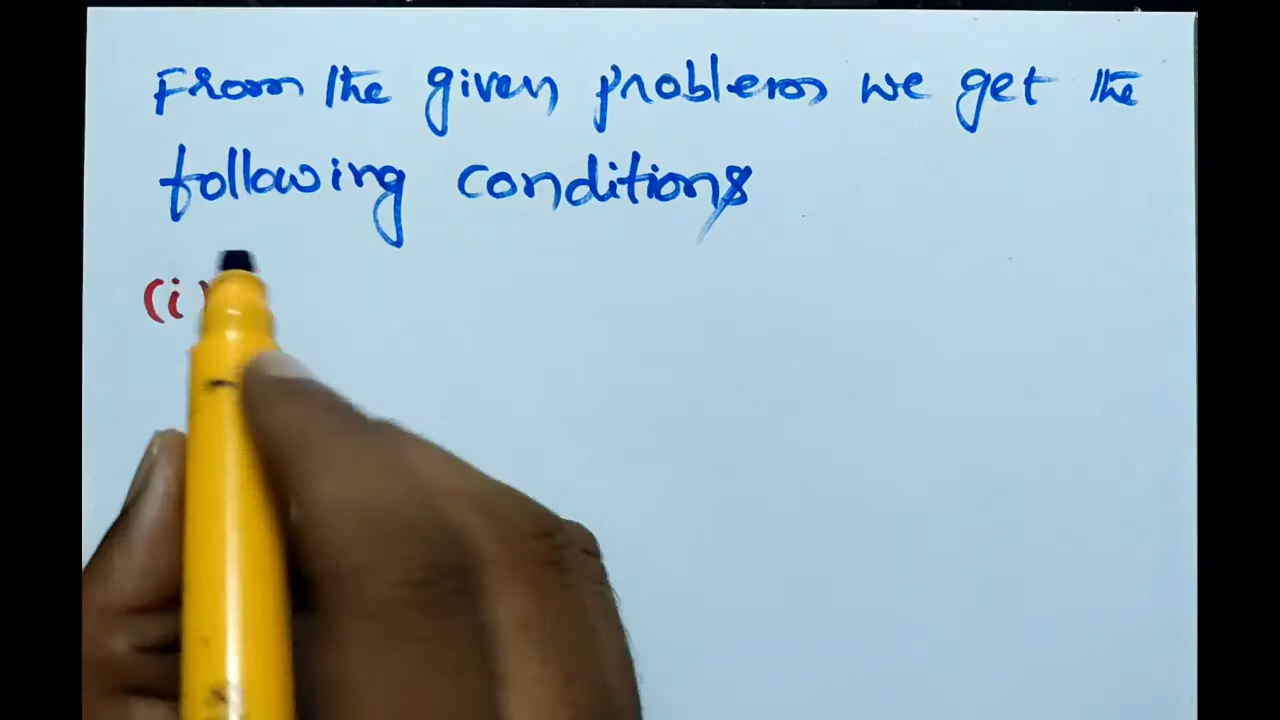 From the given problems we get the
following conditions
(i)